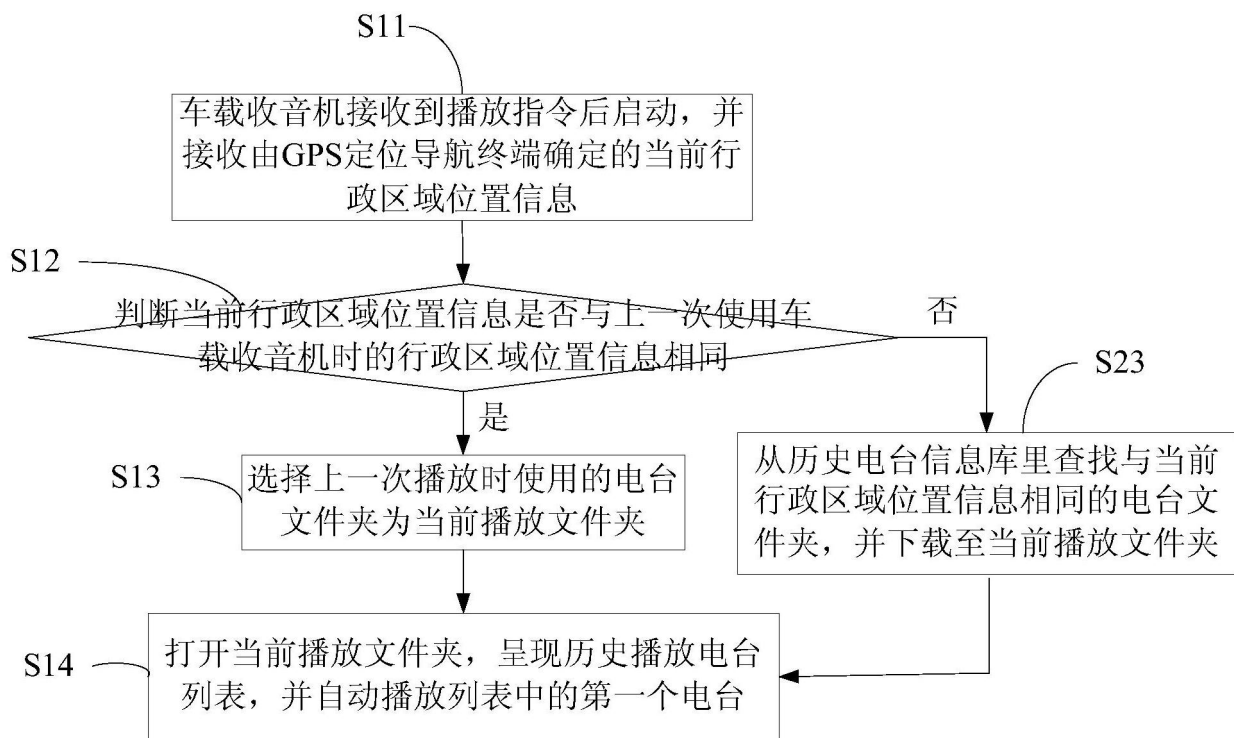 S11
车载收音机接收到播放指令后启动，并
接收由GPS定位导航终端确定的当前行
政区域位置信息
S12
判断当前行政区域位置信息是否与上一次使用车
载收音机时的行政区域位置信息相同
否
是
S23
从历史电台信息库里查找与当前
行政区域位置信息相同的电台文
件夹，并下载至当前播放文件夹
S13
选择上一次播放时使用的电台
文件夹为当前播放文件夹
S14
打开当前播放文件夹，呈现历史播放电台
列表，并自动播放列表中的第一个电台